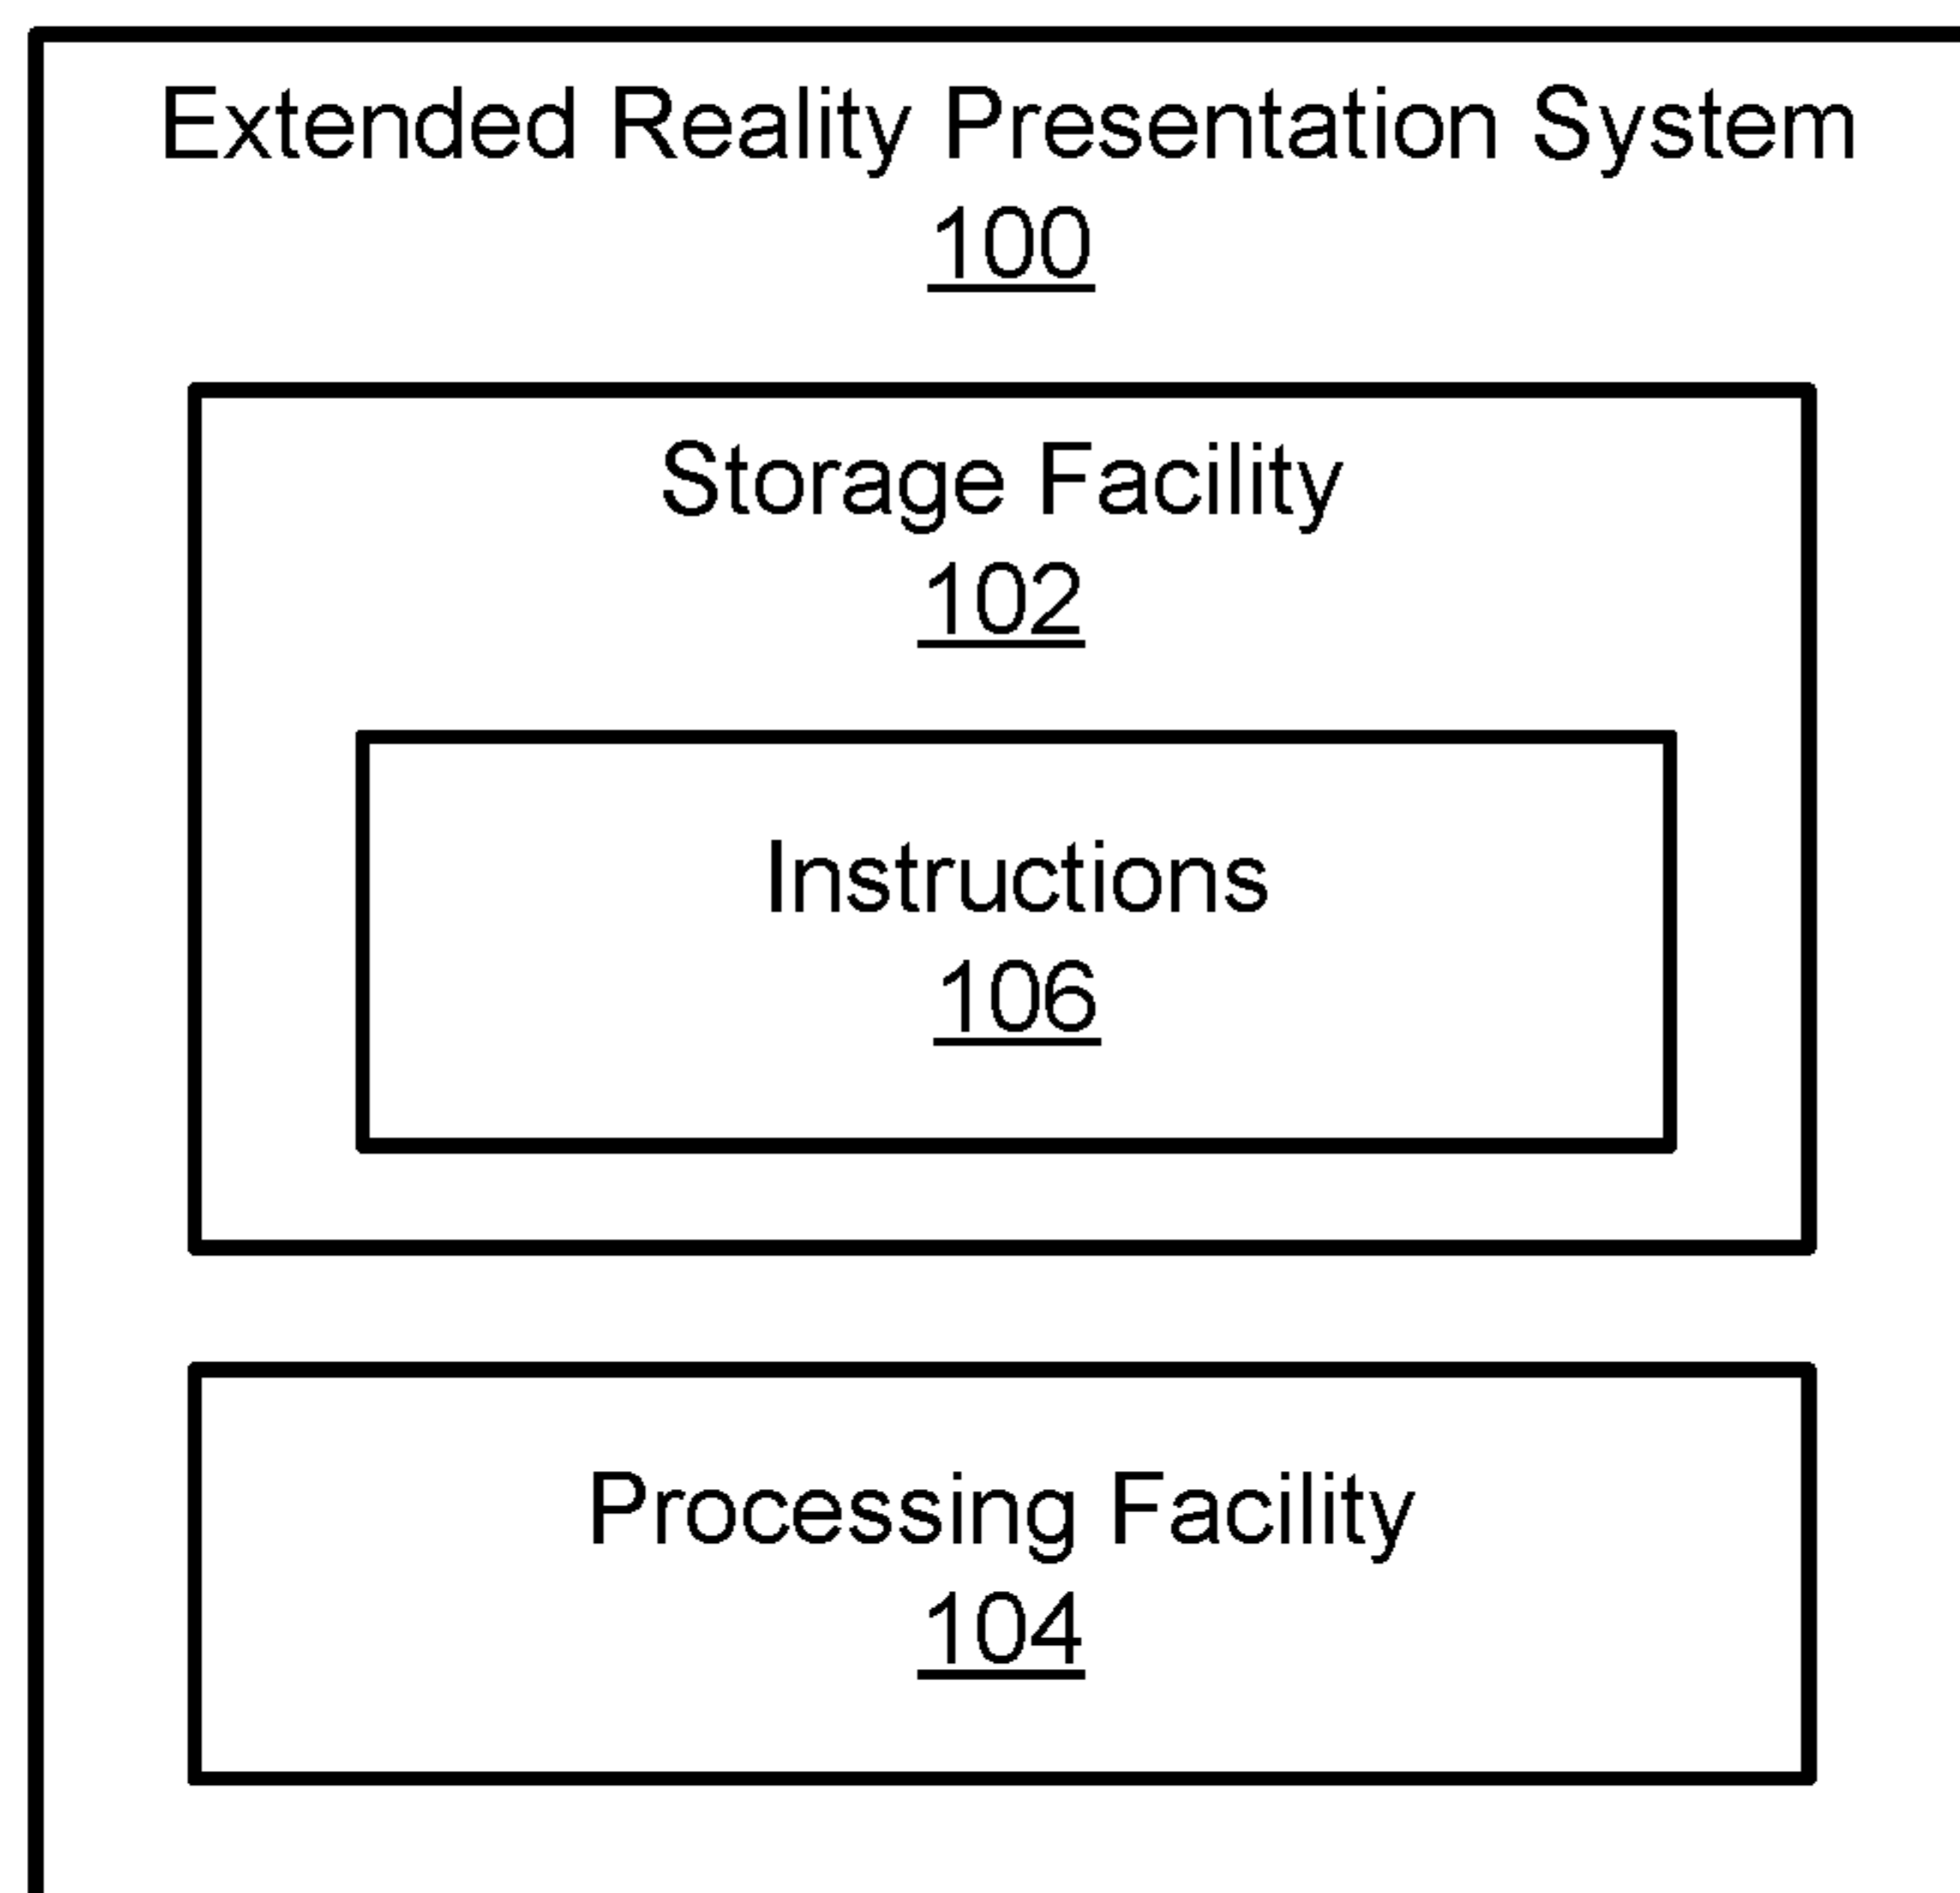 Extended Reality Presentation System
100
Storage Facility
102
Instructions
106
Processing Facility
104